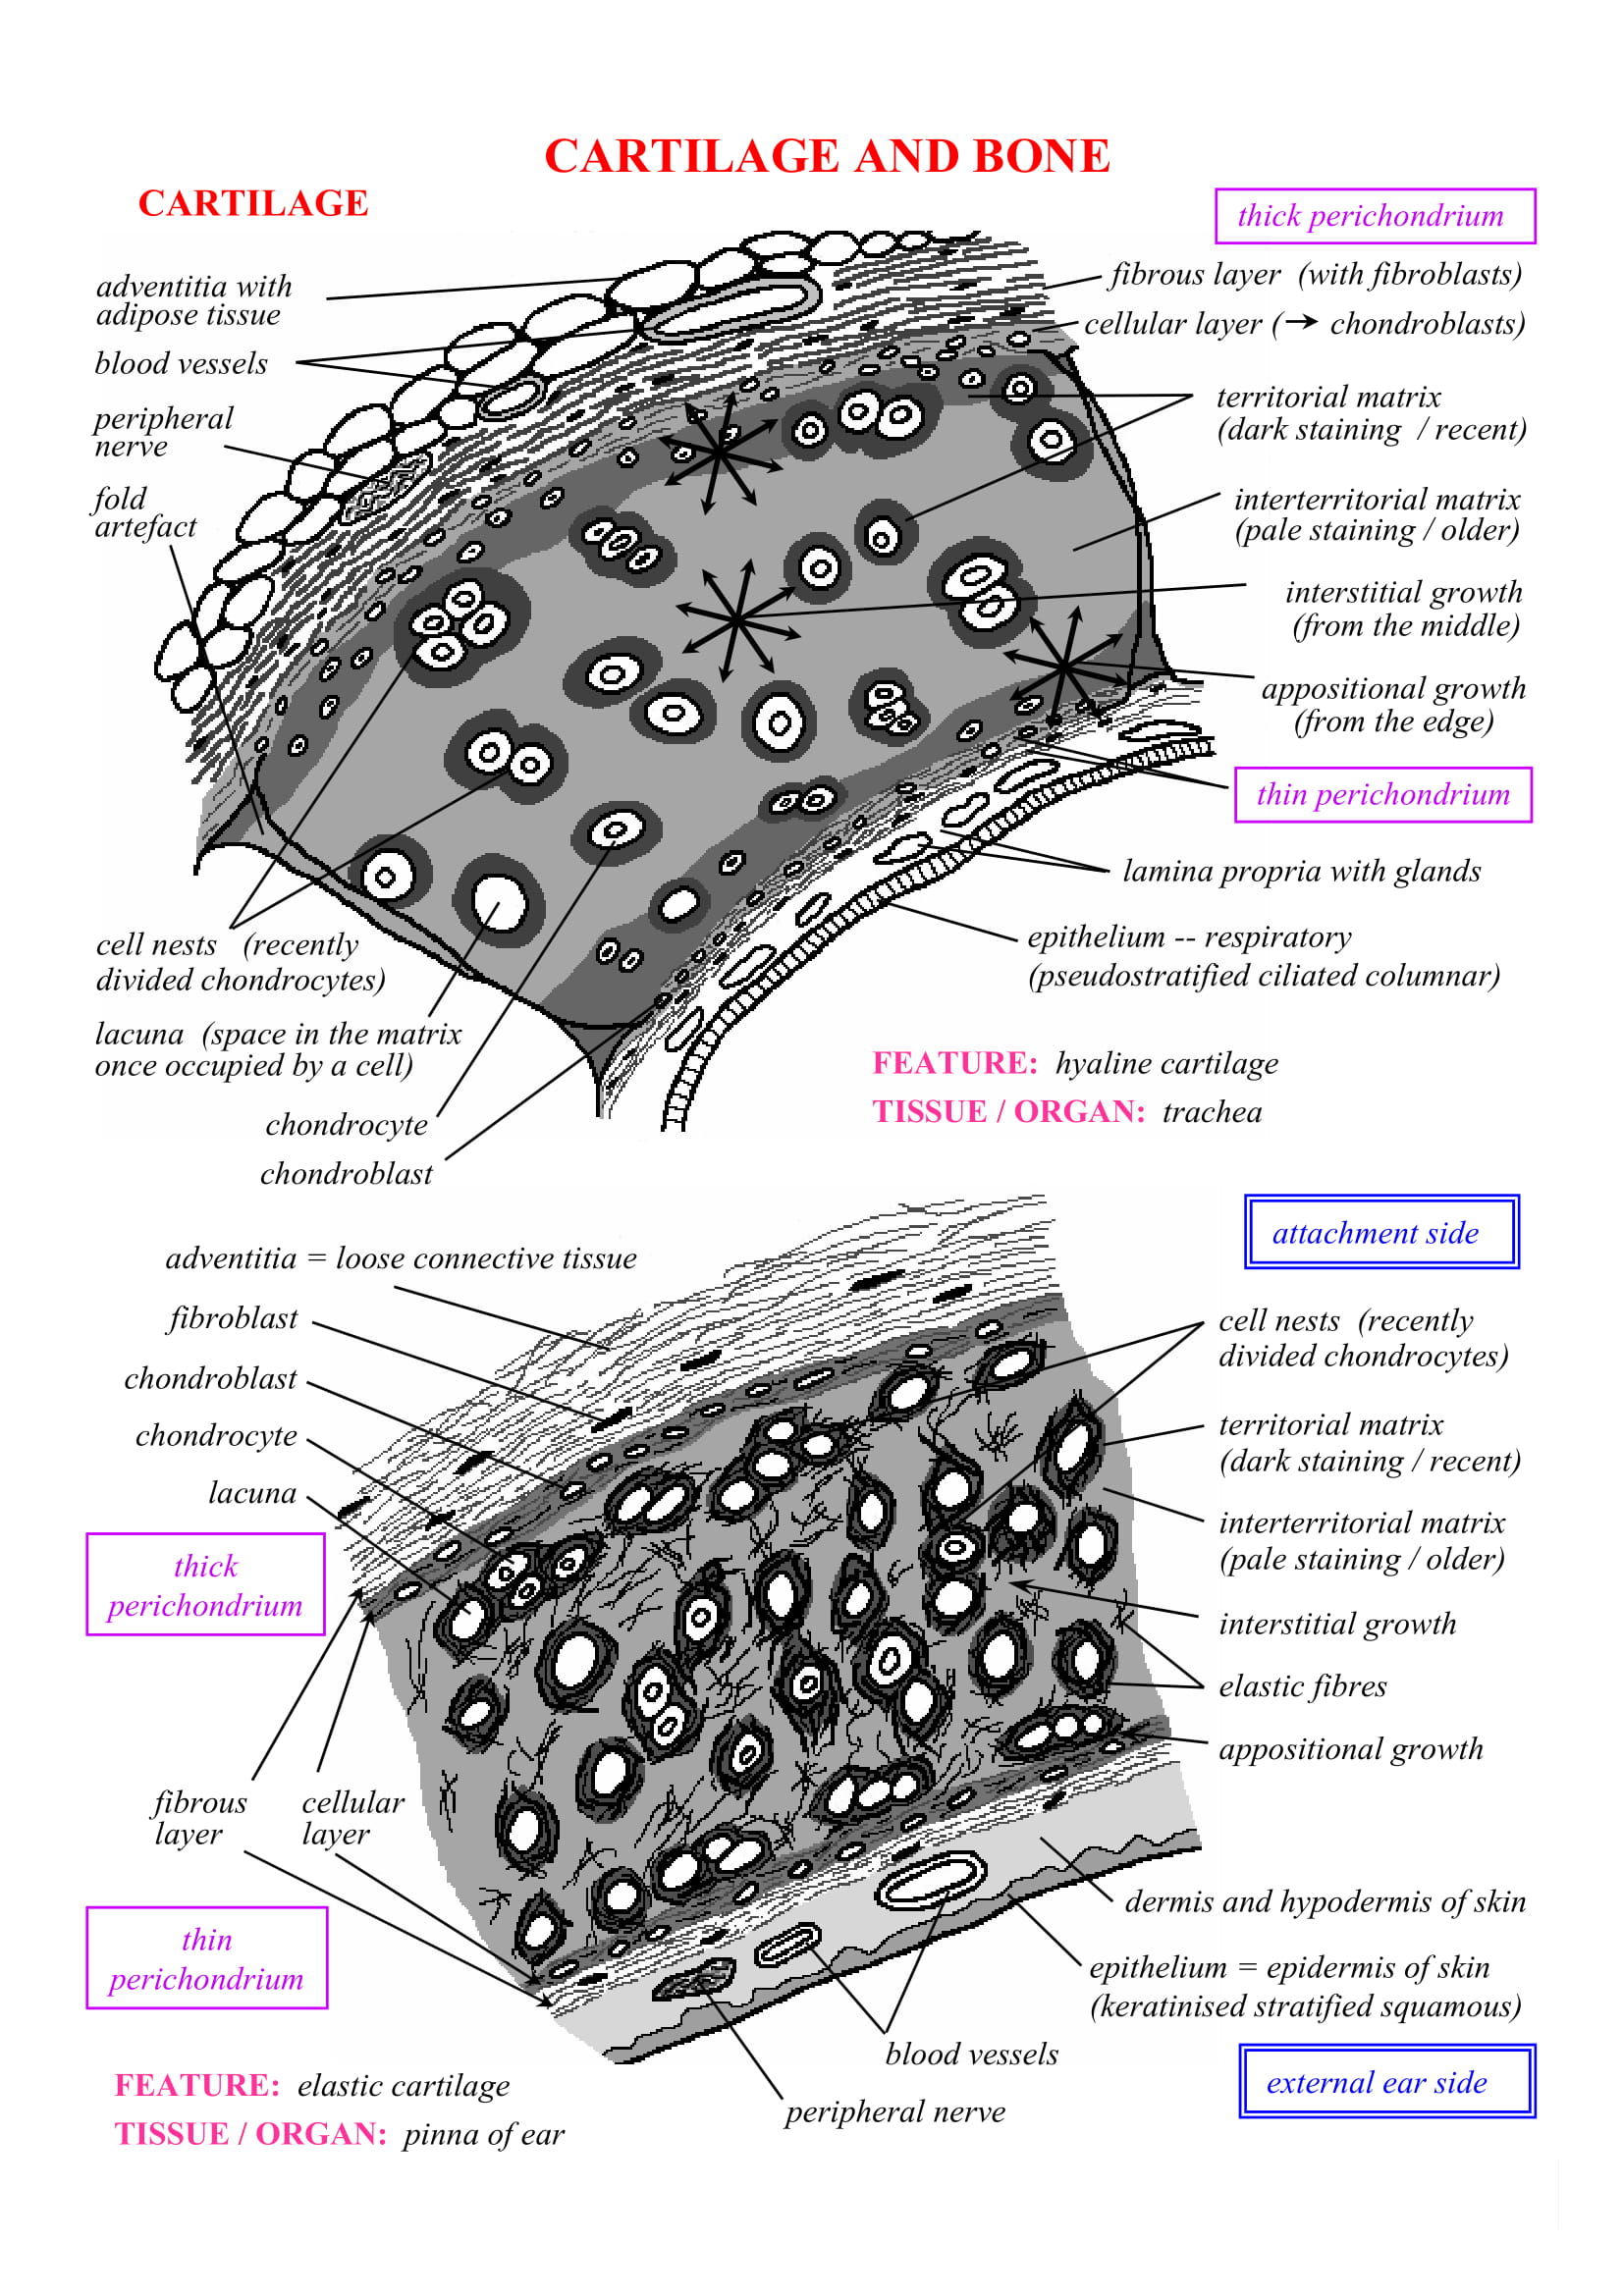 CARTILAGE AND BONE
CARTILAGE
thick perichondrium
adventitia with
adipose tissue
blood vessels
peripheral
nerve
fold
artefact
fibrous layer (with fibroblasts)
cellular layer (→ chondroblasts)
territorial matrix
(dark staining / recent)
interterritorial matrix
(pale staining / older)
interstitial growth
(from the middle)
appositional growth
(from the edge)
thin perichondrium
lamina propria with glands
epithelium -- respiratory
(pseudostratified ciliated columnar)
cell nests (recently
divided chondrocytes)
lacuna (space in the matrix
once occupied by a cell)
chondrocyte
chondroblast
FEATURE: hyaline cartilage
TISSUE / ORGAN: trachea
attachment side
adventitia = loose connective tissue
fibroblast
chondroblast
chondrocyte
lacuna
thick
perichondrium
fibrous
layer
cellular
layer
thin
perichondrium
cell nests (recently
divided chondrocytes)
territorial matrix
(dark staining / recent)
interterritorial matrix
(pale staining / older)
interstitial growth
elastic fibres
appositional growth
dermis and hypodermis of skin
epithelium = epidermis of skin
(keratinised stratified squamous)
blood vessels
peripheral nerve
external ear side
FEATURE: elastic cartilage
TISSUE / ORGAN: pinna of ear